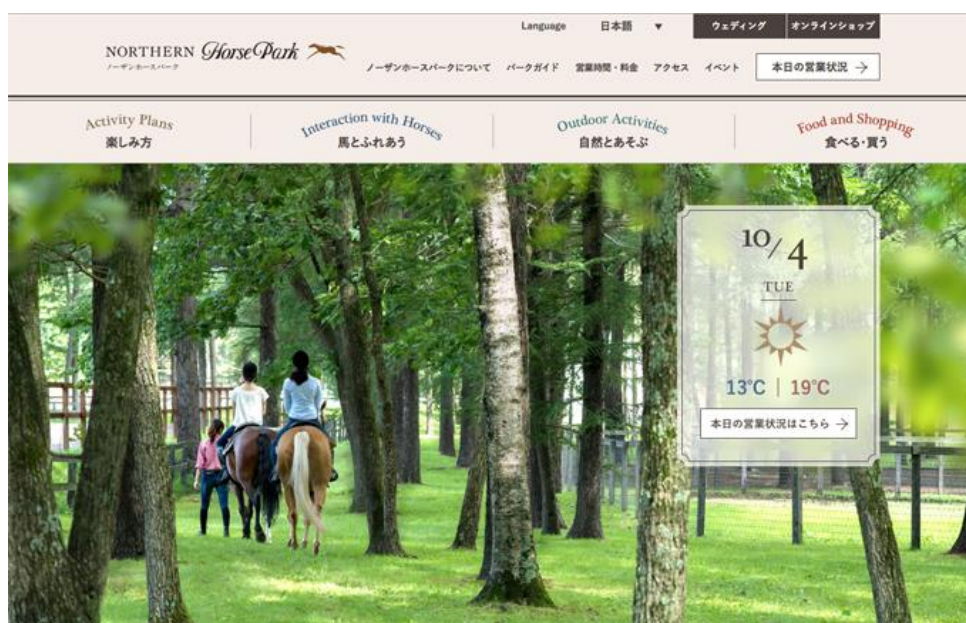 Language 日本語 ▼ ウェディング オンラインショップ
NORTHERN Horse Park
ノーザンホースパーク
ノーザンホースパークについて パークガイド 営業時間・料金 アクセス イベント 本日の営業状況 →
Activity Plans
楽しみ方
Interaction with Horses
馬とふれあう
Outdoor Activities
自然とあそぶ
Food and Shopping
食べる・買う
10/4
TUE
13℃ | 19℃
本日の営業状況はこちら →